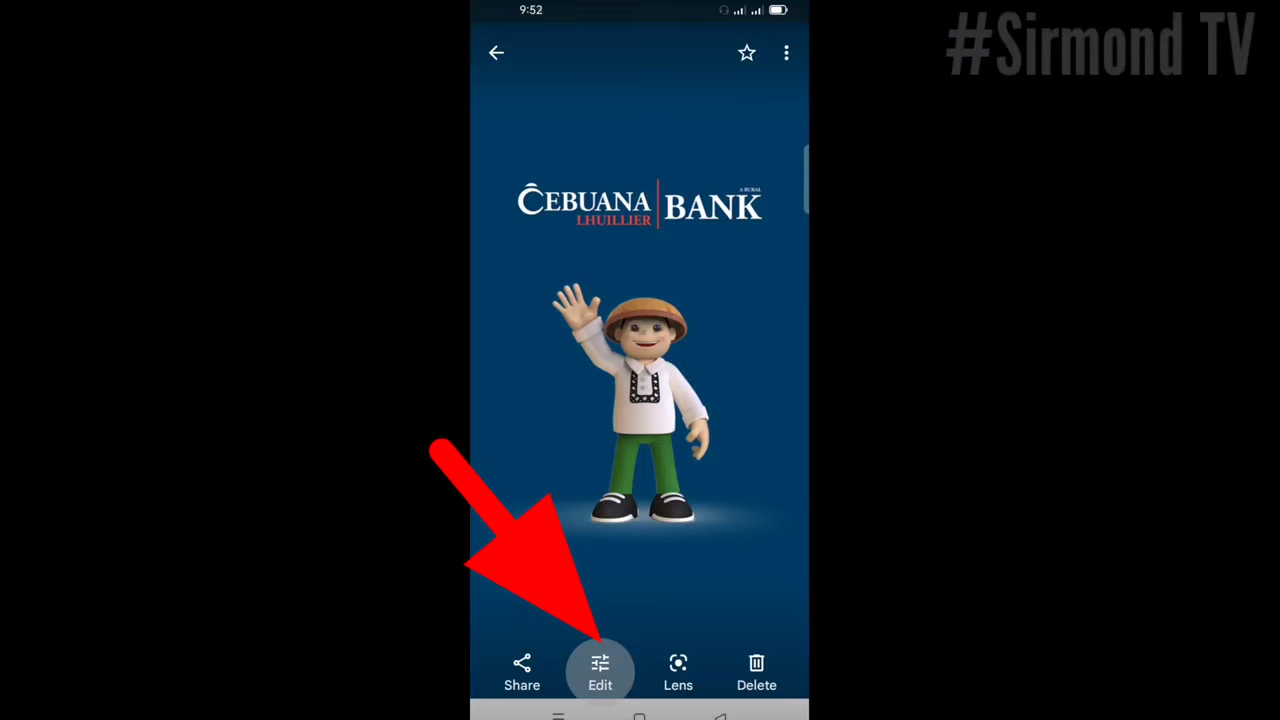 9:52
#Sirmond TV
A RURAL
CEBUANA BANK
LHUILLIER
Share Edit Lens Delete